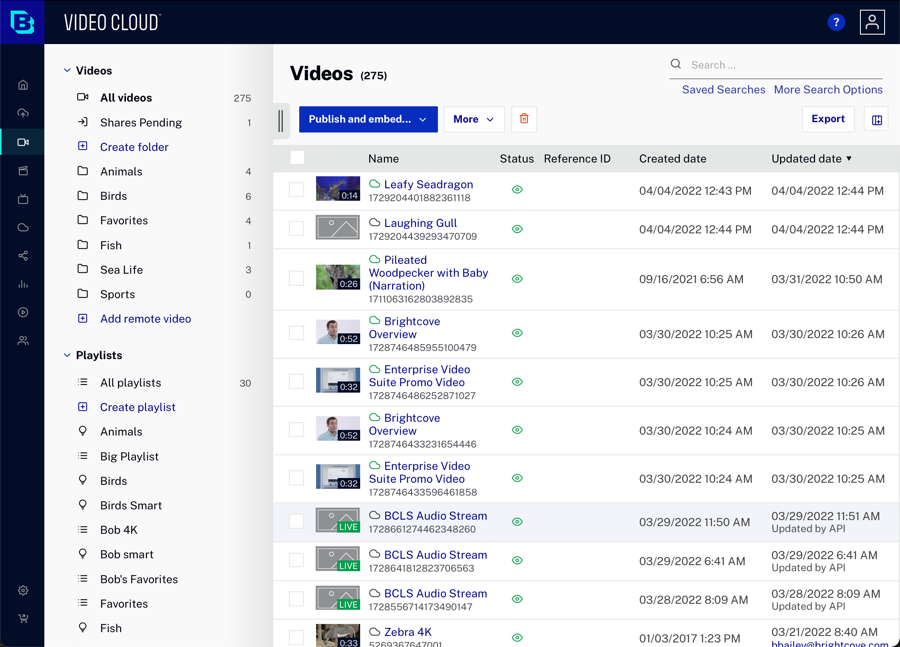 VIDEO CLOUD™
?
Videos
All videos 275
Shares Pending 1
Create folder
Animals 4
Birds 6
Favorites 4
Fish 1
Sea Life 3
Sports 0
Add remote video
Playlists
All playlists 30
Create playlist
Animals
Big Playlist
Birds
Birds Smart
Bob 4K
Bob smart
Bob's Favorites
Favorites
Fish
Videos (275)
Search ...
Saved Searches More Search Options
Publish and embed... More Export
Name Status Reference ID Created date Updated date ▼
0:14 Leafy Seadragon 04/04/2022 12:43 PM 04/04/2022 12:44 PM
1729204401882361118
Laughing Gull 04/04/2022 12:44 PM 04/04/2022 12:44 PM
1729204439293470709
Pileated
Woodpecker with Baby
0:26 (Narration) 09/16/2021 6:56 AM 03/31/2022 10:50 AM
1711063162803892835
Brightcove
0:52 Overview 03/30/2022 10:25 AM 03/30/2022 10:26 AM
1728746485955100479
Enterprise Video
0:32 Suite Promo Video 03/30/2022 10:25 AM 03/30/2022 10:26 AM
1728746486252871027
Brightcove
0:52 Overview 03/30/2022 10:24 AM 03/30/2022 10:25 AM
1728746433231654446
Enterprise Video
0:32 Suite Promo Video 03/30/2022 10:24 AM 03/30/2022 10:25 AM
1728746433596461858
LIVE BCLS Audio Stream 03/29/2022 11:50 AM 03/29/2022 11:51 AM
1728661274462348260 Updated by API
LIVE BCLS Audio Stream 03/29/2022 6:41 AM 03/29/2022 6:41 AM
1728641812823706563 Updated by API
LIVE BCLS Audio Stream 03/28/2022 8:09 AM 03/28/2022 8:09 AM
1728556714173490147 Updated by API
0:33 Zebra 4K 01/03/2017 1:23 PM 03/21/2022 8:40 AM
5269367647001 bbailey@brightcove.com